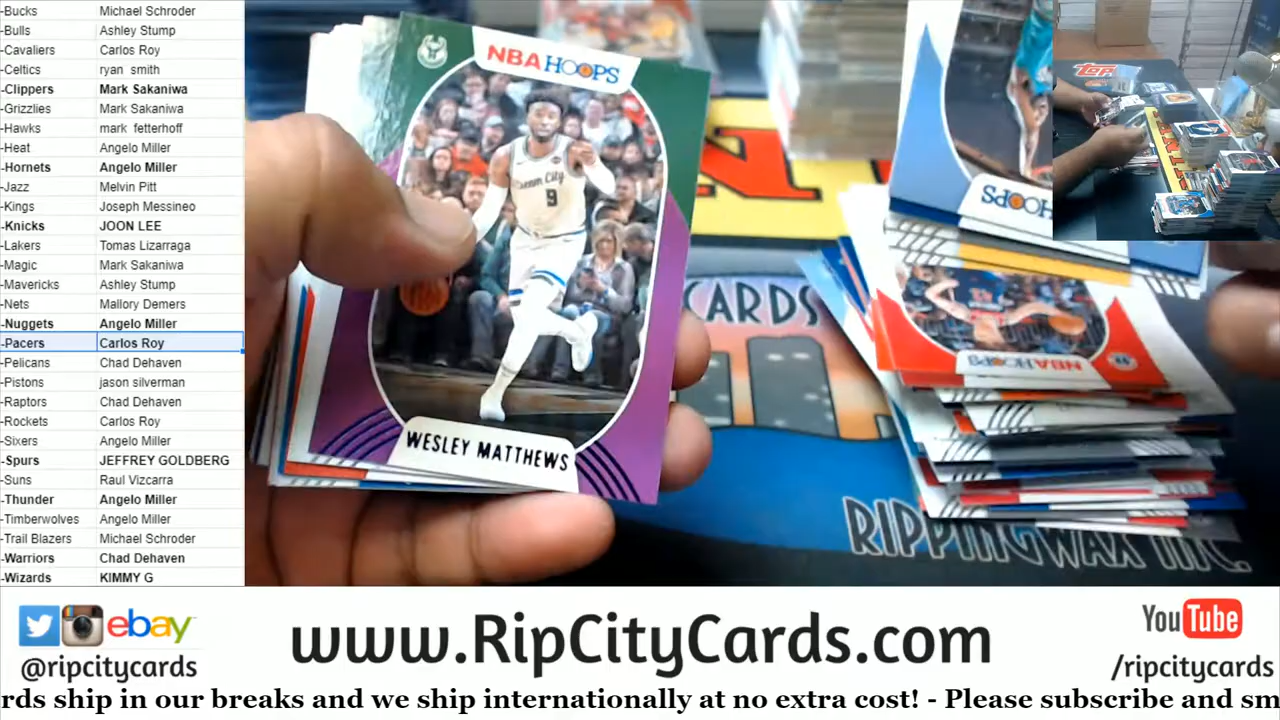 -Bucks Michael Schroder
-Bulls Ashley Stump
-Cavaliers Carlos Roy
-Celtics ryan smith
-Clippers Mark Sakaniwa
-Grizzlies Mark Sakaniwa
-Hawks mark fetterhoff
-Heat Angelo Miller
-Hornets Angelo Miller
-Jazz Melvin Pitt
-Kings Joseph Messineo
-Knicks JOON LEE
-Lakers Tomas Lizarraga
-Magic Mark Sakaniwa
-Mavericks Ashley Stump
-Nets Mallory Demers
-Nuggets Angelo Miller
-Pacers Carlos Roy
-Pelicans Chad Dehaven
-Pistons jason silverman
-Raptors Chad Dehaven
-Rockets Carlos Roy
-Sixers Angelo Miller
-Spurs JEFFREY GOLDBERG
-Suns Raul Vizcarra
-Thunder Angelo Miller
-Timberwolves Angelo Miller
-Trail Blazers Michael Schroder
-Warriors Chad Dehaven
-Wizards KIMMY G
NBA HOOPS
Cream City
9
WESLEY MATTHEWS
HOOPS
NBA HOOPS
CARDS
RIPPINGWAX INC.
TOPPS
ebay
@ripcitycards
www.RipCityCards.com
YouTube
/ripcitycards
rds ship in our breaks and we ship internationally at no extra cost! - Please subscribe and sm